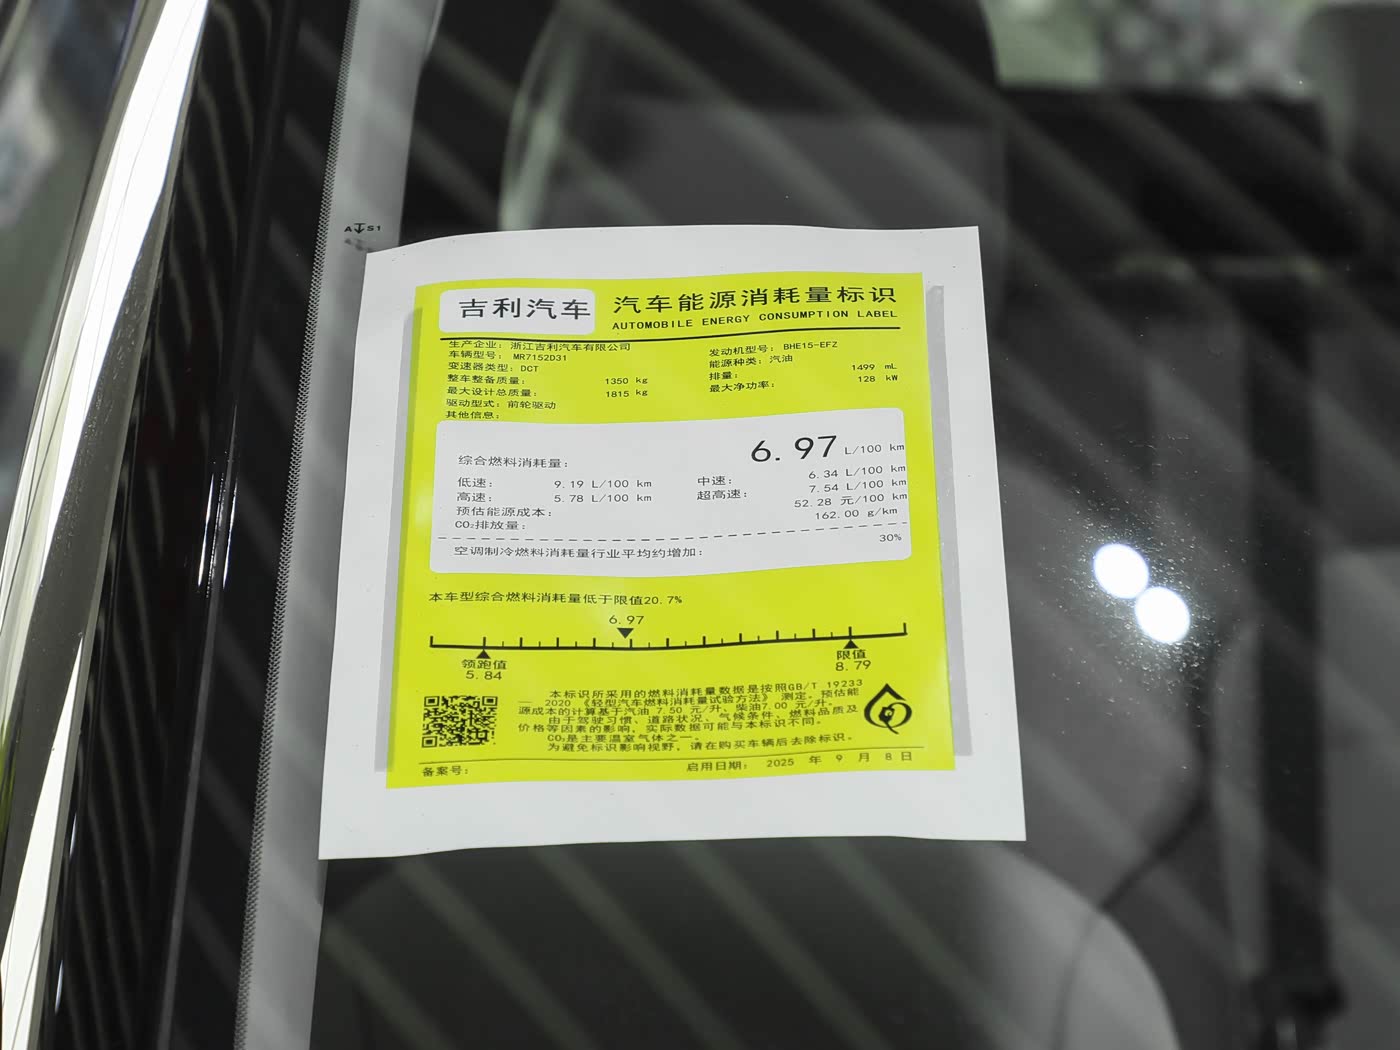 A S1
吉利汽车
汽车能源消耗量标识
AUTOMOBILE ENERGY CONSUMPTION LABEL
生产企业：浙江吉利汽车有限公司
车辆型号：MR7152D31
发动机型号：BHE15-EFZ
变速器类型：DCT
能源种类：汽油
整车整备质量：1350 kg
排量：1499 mL
最大设计总质量：1815 kg
最大净功率：128 kW
驱动型式：前轮驱动
其他信息：
综合燃料消耗量：6.97 L/100 km
低速：9.19 L/100 km 中速：6.34 L/100 km
高速：5.78 L/100 km 超高速：7.54 L/100 km
预估能源成本：52.28 元/100 km
CO₂排放量：162.00 g/km
空调制冷燃料消耗量行业平均约增加：30%
本车型综合燃料消耗量低于限值20.7%
6.97
领跑值
5.84
限值
8.79
本标识所采用的燃料消耗量数据是按照GB/T 19233
— 2020 《轻型汽车燃料消耗量试验方法》 测定。预估能
源成本的计算基于汽油 7.50 元/升，柴油7.00 元/升。
由于驾驶习惯、道路状况、气候条件、燃料品质及
价格等因素的影响，实际数据可能与本标识不同。
CO₂是主要温室气体之一。
为避免标识影响视野，请在购买车辆后去除标识。
备案号：
启用日期： 2025 年 9 月 8 日